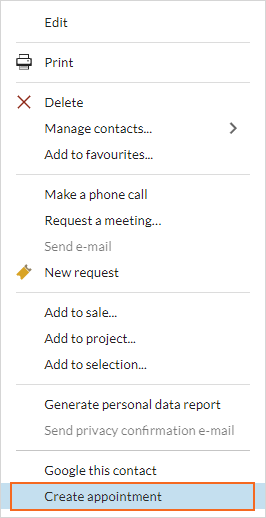 Edit
Print
Delete
Manage contacts...
Add to favourites...
Make a phone call
Request a meeting...
Send e-mail
New request
Add to sale...
Add to project...
Add to selection...
Generate personal data report
Send privacy confirmation e-mail
Google this contact
Create appointment